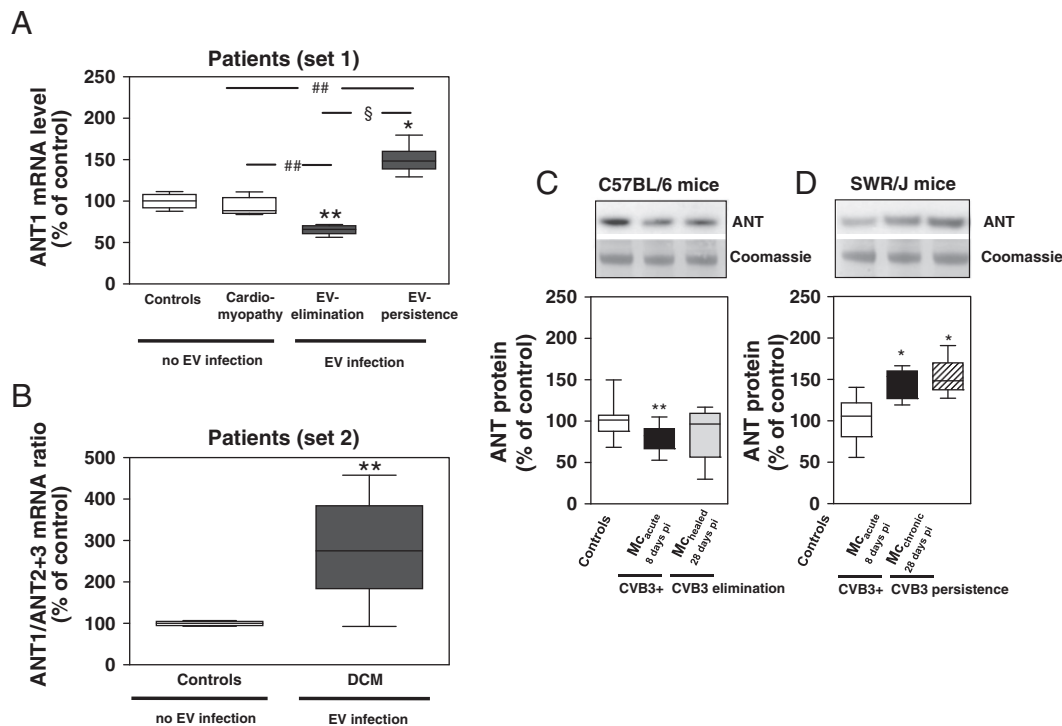 A
Patients (set 1)
ANT1 mRNA level
(% of control)
250
200
150
100
50
0
##
§
*
##
**
Controls
Cardio-
myopathy
EV-
elimination
EV-
persistence
no EV infection
EV infection
B
Patients (set 2)
ANT1/ANT2+3 mRNA ratio
(% of control)
500
400
300
200
100
0
**
Controls
DCM
no EV infection
EV infection
C
C57BL/6 mice
ANT
Coomassie
ANT protein
(% of control)
250
200
150
100
50
0
**
Controls
Mcacute
8 days pi
Mchealed
28 days pi
CVB3+
CVB3 elimination
D
SWR/J mice
ANT
Coomassie
ANT protein
(% of control)
250
200
150
100
50
0
*
*
Controls
Mcacute
8 days pi
Mcchronic
28 days pi
CVB3+
CVB3 persistence